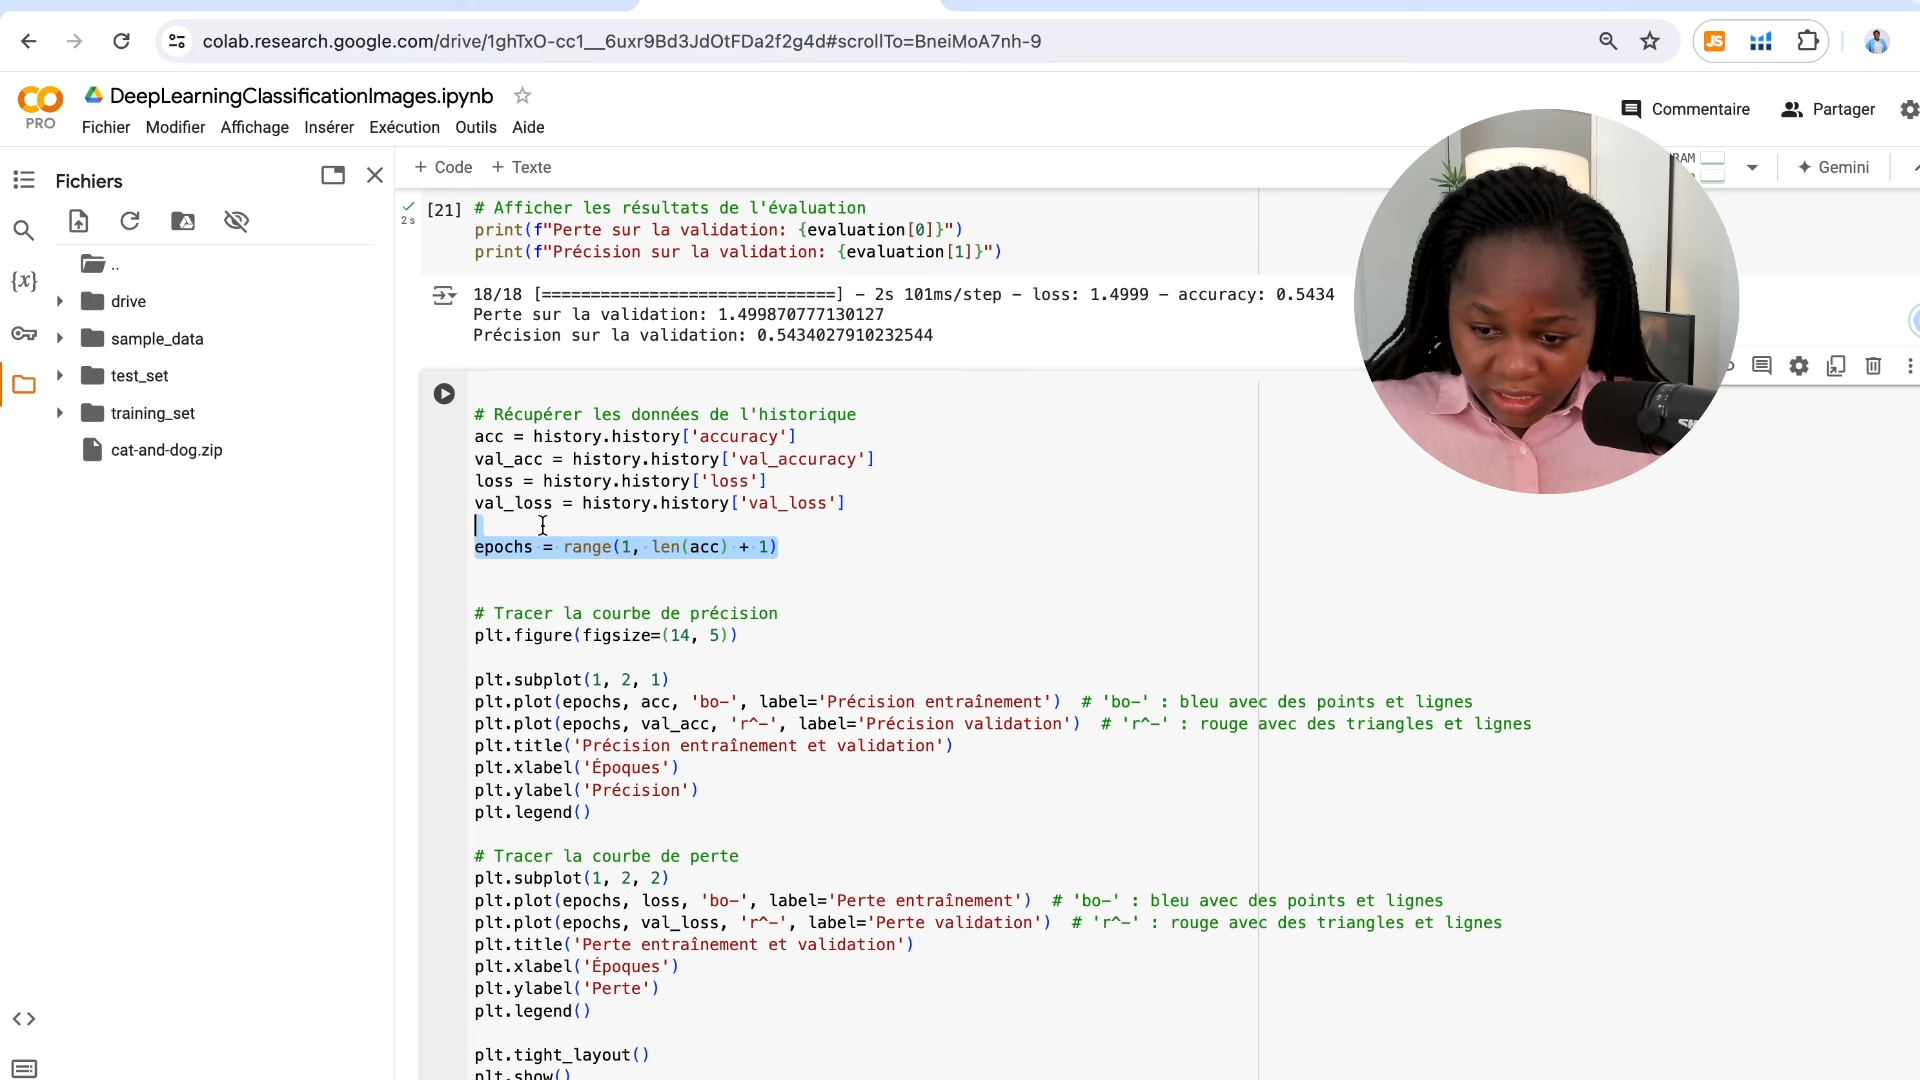 colab.research.google.com/drive/1ghTxO-cc1__6uxr9Bd3JdOtFDa2f2g4d#scrollTo=BneiMoA7nh-9
JS
PRO
DeepLearningClassificationImages.ipynb
Fichier Modifier Affichage Insérer Exécution Outils Aide
Commentaire
Partager
Fichiers
+ Code + Texte
RAM
Gemini
..
drive
sample_data
test_set
training_set
cat-and-dog.zip
{x}
2 s
[21]
# Afficher les résultats de l'évaluation
print(f"Perte sur la validation: {evaluation[0]}")
print(f"Précision sur la validation: {evaluation[1]}")
18/18 [==============================] - 2s 101ms/step - loss: 1.4999 - accuracy: 0.5434
Perte sur la validation: 1.499870777130127
Précision sur la validation: 0.5434027910232544
# Récupérer les données de l'historique
acc = history.history['accuracy']
val_acc = history.history['val_accuracy']
loss = history.history['loss']
val_loss = history.history['val_loss']
epochs = range(1, len(acc) + 1)
# Tracer la courbe de précision
plt.figure(figsize=(14, 5))
plt.subplot(1, 2, 1)
plt.plot(epochs, acc, 'bo-', label='Précision entraînement') # 'bo-' : bleu avec des points et lignes
plt.plot(epochs, val_acc, 'r^-', label='Précision validation') # 'r^-' : rouge avec des triangles et lignes
plt.title('Précision entraînement et validation')
plt.xlabel('Époques')
plt.ylabel('Précision')
plt.legend()
# Tracer la courbe de perte
plt.subplot(1, 2, 2)
plt.plot(epochs, loss, 'bo-', label='Perte entraînement') # 'bo-' : bleu avec des points et lignes
plt.plot(epochs, val_loss, 'r^-', label='Perte validation') # 'r^-' : rouge avec des triangles et lignes
plt.title('Perte entraînement et validation')
plt.xlabel('Époques')
plt.ylabel('Perte')
plt.legend()
plt.tight_layout()
plt.show()